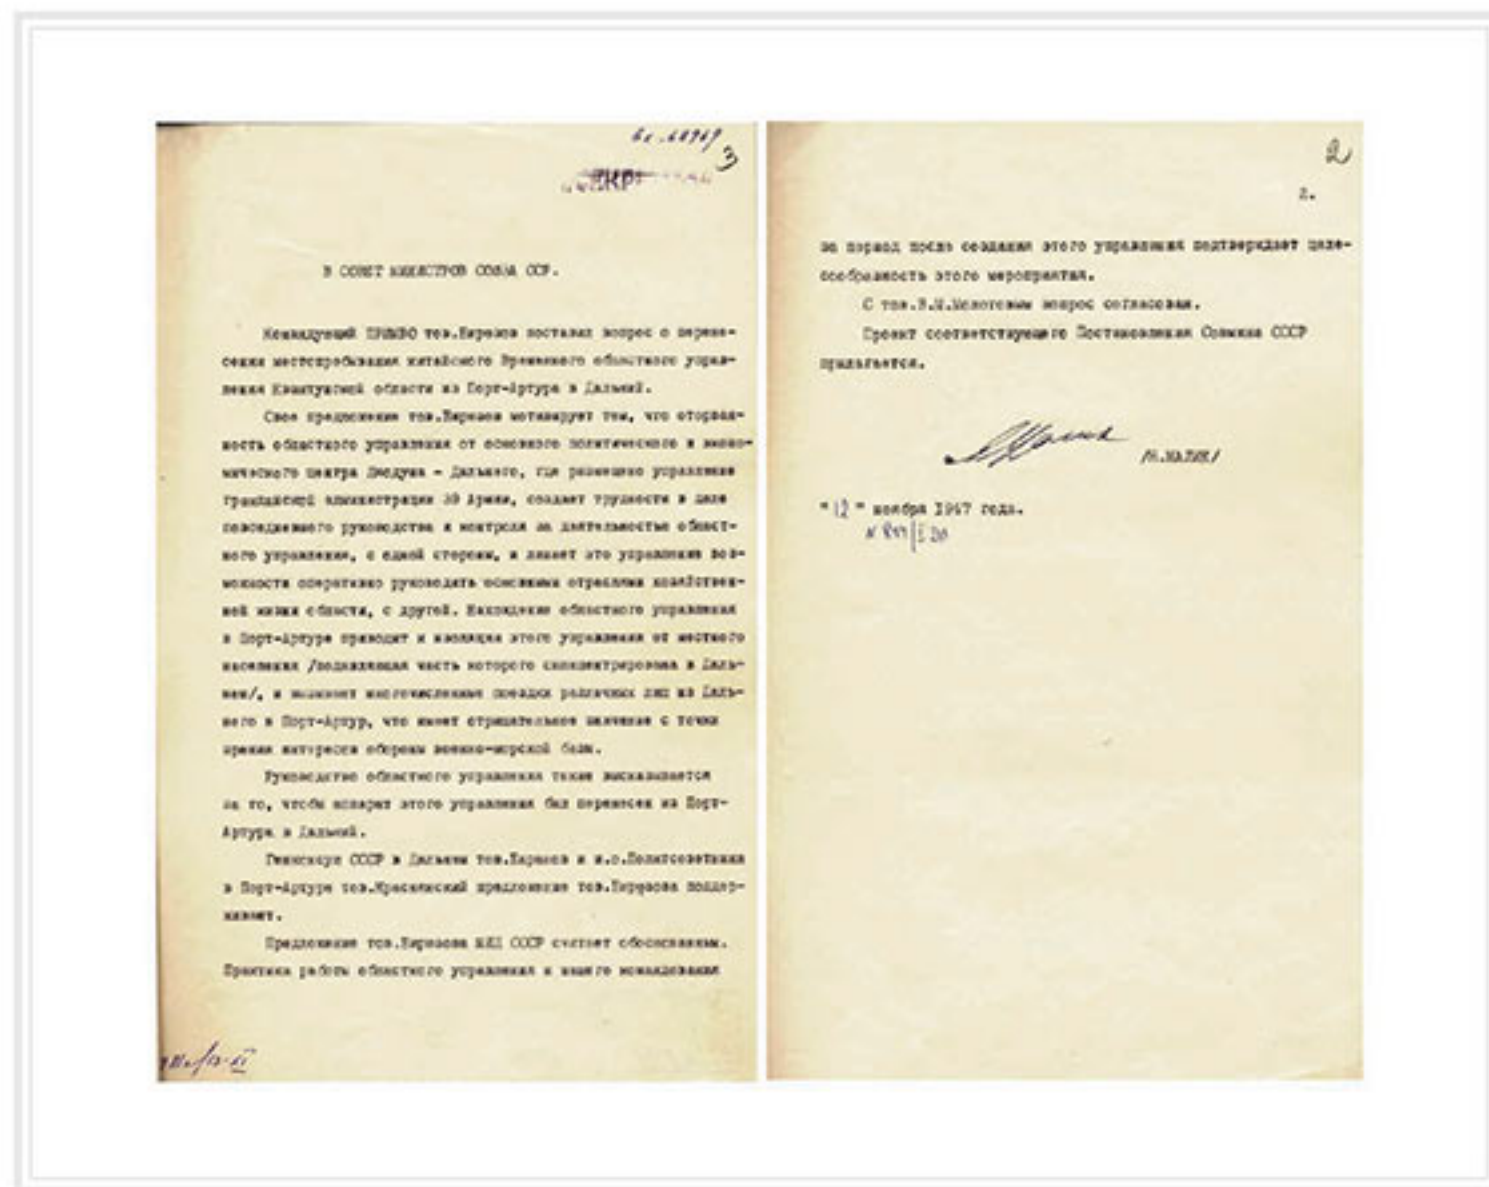 3
В СОВЕТ МИНИСТРОВ СОЮЗА ССР.
Командующий ПРИМВО тов.Бирюзов поставил вопрос о перене-
сении местопребывания китайского Временного областного управ-
ления Квантунской области из Порт-Артура в Дальний.
Свое предложение тов.Бирюзов мотивирует тем, что оторван-
ность областного управления от основного политического и эконо-
мического центра Ляодуна - Дальнего, где размещено управление
гражданской администрации 39 Армии, создает трудности в деле
повседневного руководства и контроля за деятельностью област-
ного управления, с одной стороны, и лишает это управление воз-
можности оперативно руководить основными отраслями хозяйствен-
ной жизни области, с другой. Нахождение областного управления
в Порт-Артуре приводит к изоляции этого управления от местного
населения /подавляющая часть которого сконцентрирована в Даль-
нем/, и вызывает многочисленные поездки различных лиц из Даль-
него в Порт-Артур, что имеет отрицательное значение с точки
зрения интересов обороны военно-морской базы.
Руководство областного управления также высказывается
за то, чтобы аппарат этого управления был перенесен из Порт-
Артура в Дальний.
Генконсул СССР в Дальнем тов. и и.о.Политсоветника
в Порт-Артуре тов. предложение тов.Бирюзова поддер-
живают.
Предложение тов.Бирюзова МИД СССР считает обоснованным.
Практика работы областного управления и нашего командования
2
2.
за период после создания этого управления подтверждает целе-
сообразность этого мероприятия.
С тов.В.М.Молотовым вопрос согласован.
Проект соответствующего Постановления Совмина СССР
прилагается.
/Я.МАЛИК/
"12" ноября 1947 года.